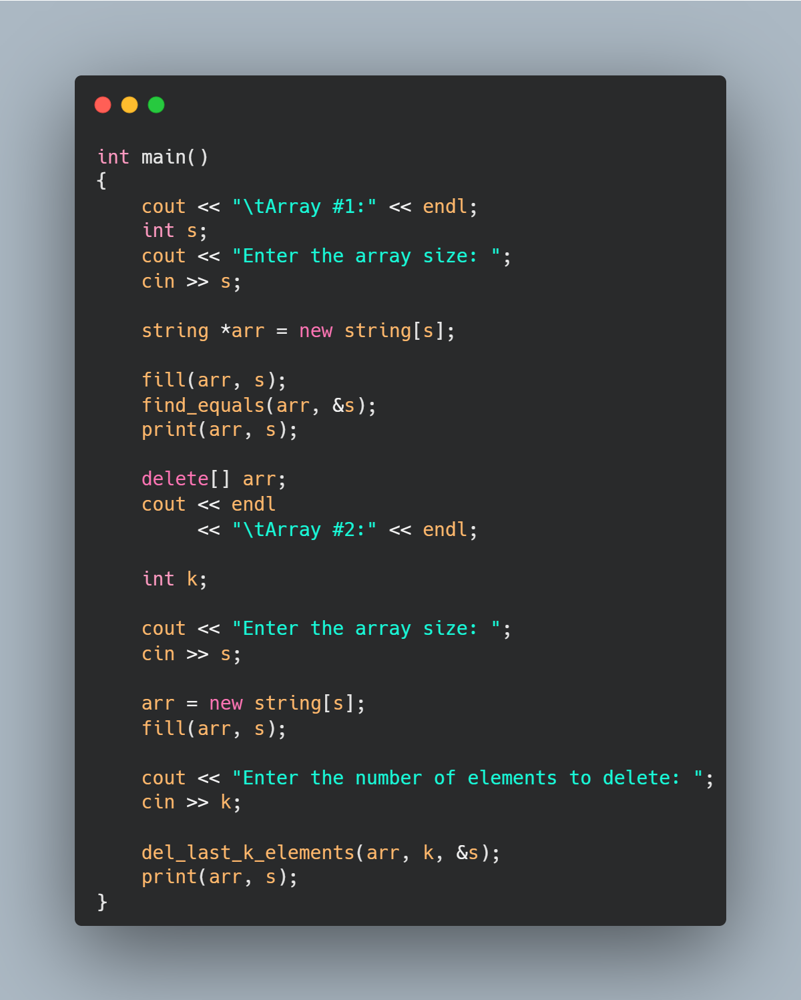 int main()
{
    cout << "\tArray #1:" << endl;
    int s;
    cout << "Enter the array size: ";
    cin >> s;

    string *arr = new string[s];

    fill(arr, s);
    find_equals(arr, &s);
    print(arr, s);

    delete[] arr;
    cout << endl
         << "\tArray #2:" << endl;

    int k;

    cout << "Enter the array size: ";
    cin >> s;

    arr = new string[s];
    fill(arr, s);

    cout << "Enter the number of elements to delete: ";
    cin >> k;

    del_last_k_elements(arr, k, &s);
    print(arr, s);
}